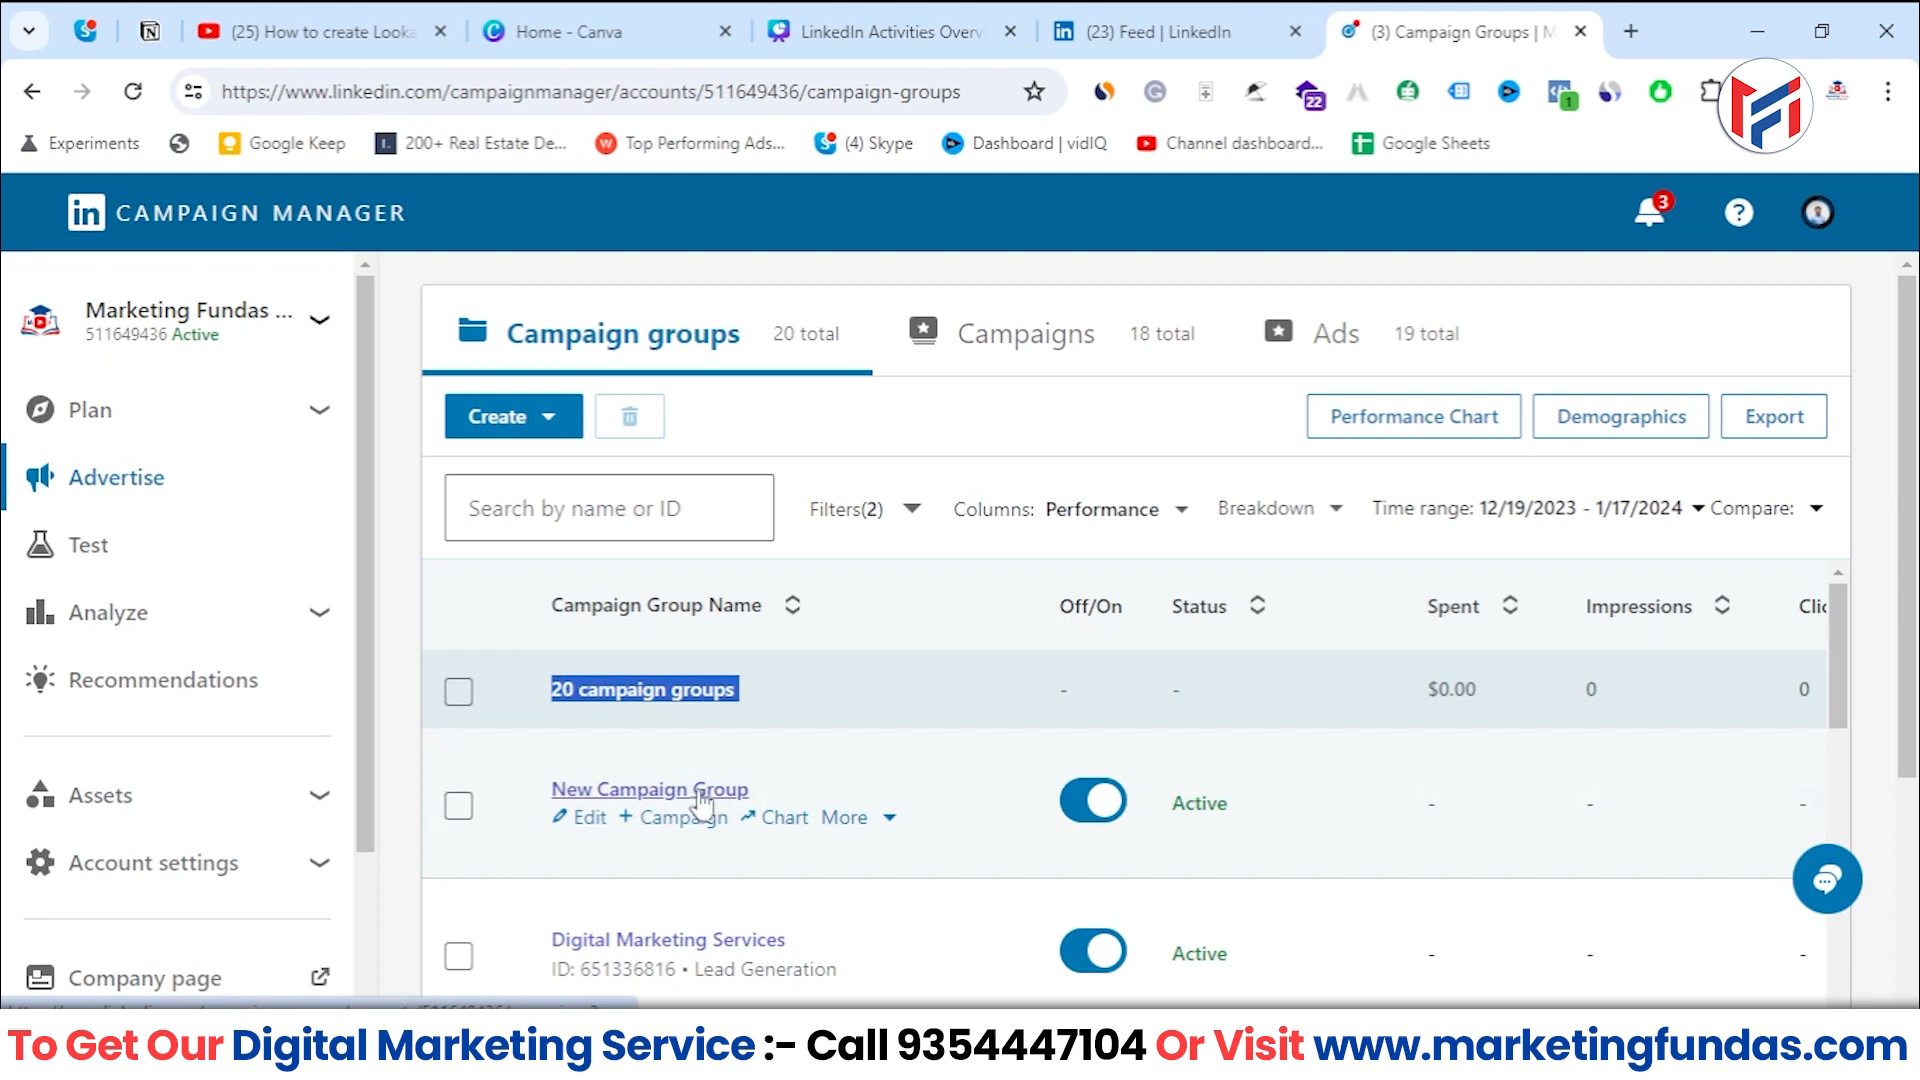 (25) How to create Looka
Home - Canva
LinkedIn Activities Overv
(23) Feed | LinkedIn
(3) Campaign Groups | M
https://www.linkedin.com/campaignmanager/accounts/511649436/campaign-groups
22
1
Experiments
Google Keep
200+ Real Estate De...
Top Performing Ads...
(4) Skype
Dashboard | vidIQ
Channel dashboard...
Google Sheets
in CAMPAIGN MANAGER
3
?
Marketing Fundas ...
511649436 Active
Plan
Advertise
Test
Analyze
Recommendations
Assets
Account settings
Company page
Campaign groups 20 total
Campaigns 18 total
Ads 19 total
Create
Performance Chart
Demographics
Export
Search by name or ID
Filters(2)
Columns: Performance
Breakdown
Time range: 12/19/2023 - 1/17/2024
Compare:
Campaign Group Name Off/On Status Spent Impressions Clic
20 campaign groups - - $0.00 0 0
New Campaign Group Active - - -
Edit + Campaign Chart More
Digital Marketing Services Active - - -
ID: 651336816 • Lead Generation
To Get Our Digital Marketing Service :- Call 9354447104 Or Visit www.marketingfundas.com